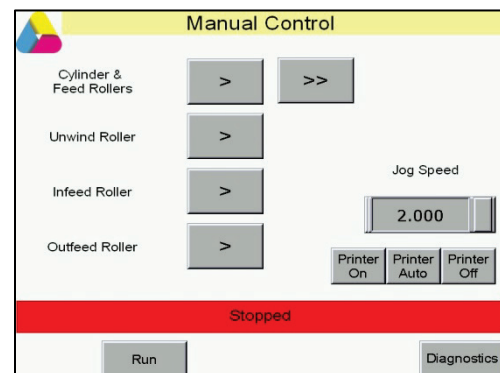 Manual Control
Cylinder &
Feed Rollers
>
>>
Unwind Roller
>
Infeed Roller
>
Outfeed Roller
>
Jog Speed
2.000
Printer
On
Printer
Auto
Printer
Off
Stopped
Run
Diagnostics